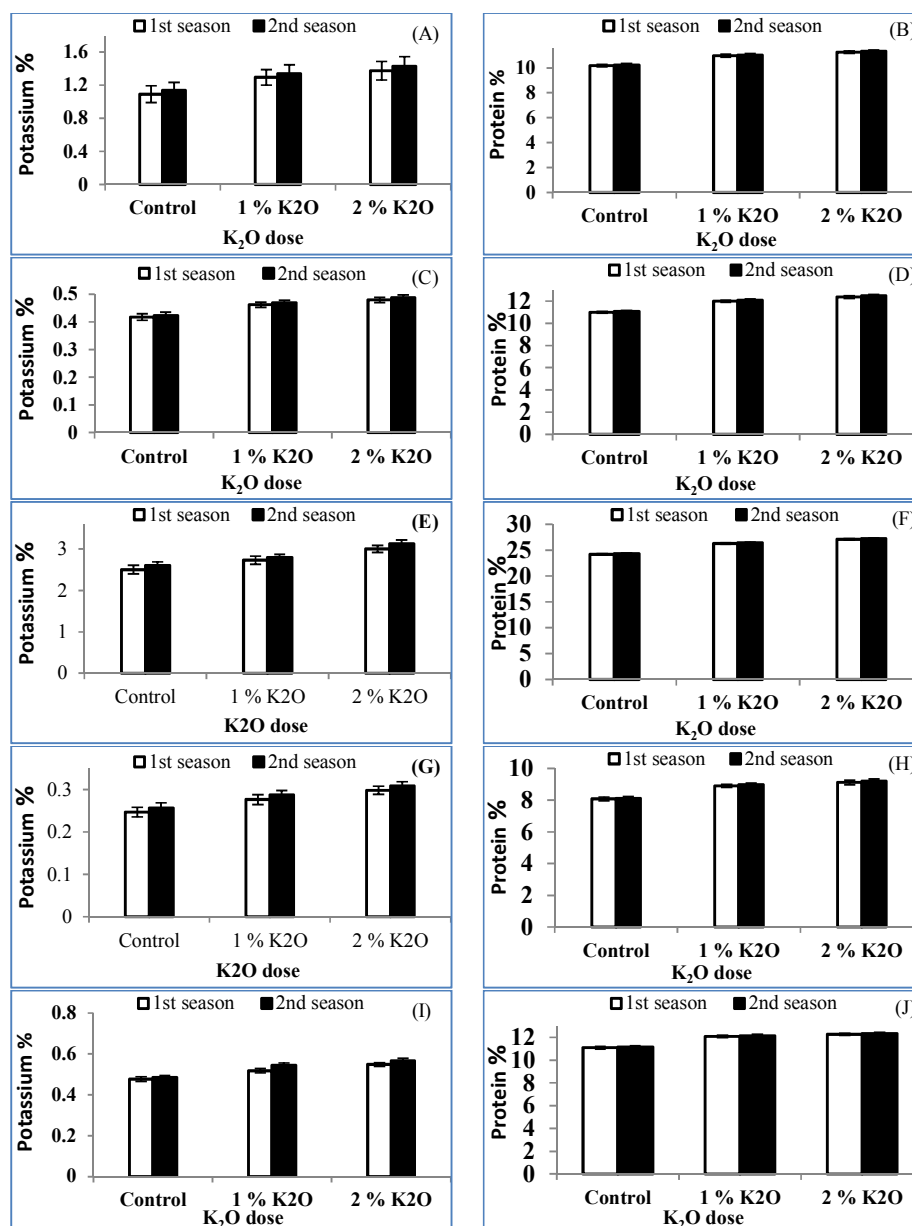 1st season 2nd season (A)
Potassium %
1.6
1.2
0.8
0.4
0
Control 1 % K2O 2 % K2O
K₂O dose
1st season 2nd season (B)
Protein %
10
8
6
4
2
0
Control 1 % K2O 2 % K2O
K₂O dose
1st season 2nd season (C)
Potassium %
0.5
0.4
0.3
0.2
0.1
0
Control 1 % K2O 2 % K2O
K₂O dose
1st season 2nd season (D)
Protein %
12
10
8
6
4
2
0
Control 1 % K2O 2 % K2O
K₂O dose
1st season 2nd season (E)
Potassium %
3
2
1
0
Control 1 % K2O 2 % K2O
K2O dose
1st season 2nd season (F)
Protein %
30
25
20
15
10
5
0
Control 1 % K2O 2 % K2O
K₂O dose
1st season 2nd season (G)
Potassium %
0.3
0.2
0.1
0
Control 1 % K2O 2 % K2O
K2O dose
1st season 2nd season (H)
Protein %
10
8
6
4
2
0
Control 1 % K2O 2 % K2O
K₂O dose
1st season 2nd season (I)
Potassium %
0.8
0.6
0.4
0.2
0
Control 1 % K2O 2 % K2O
K₂O dose
1st season 2nd season (J)
Protein %
12
10
8
6
4
2
0
Control 1 % K2O 2 % K2O
K₂O dose